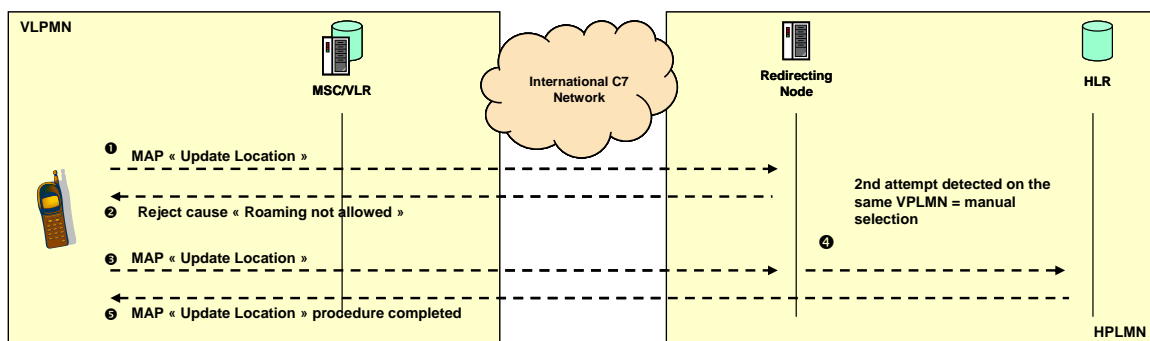 VLPMN
MSC/VLR
International C7
Network
Redirecting
Node
HLR
❶ MAP « Update Location »
❷ Reject cause « Roaming not allowed »
2nd attempt detected on the
same VPLMN = manual
selection
❹
❸ MAP « Update Location »
❺ MAP « Update Location » procedure completed
HPLMN